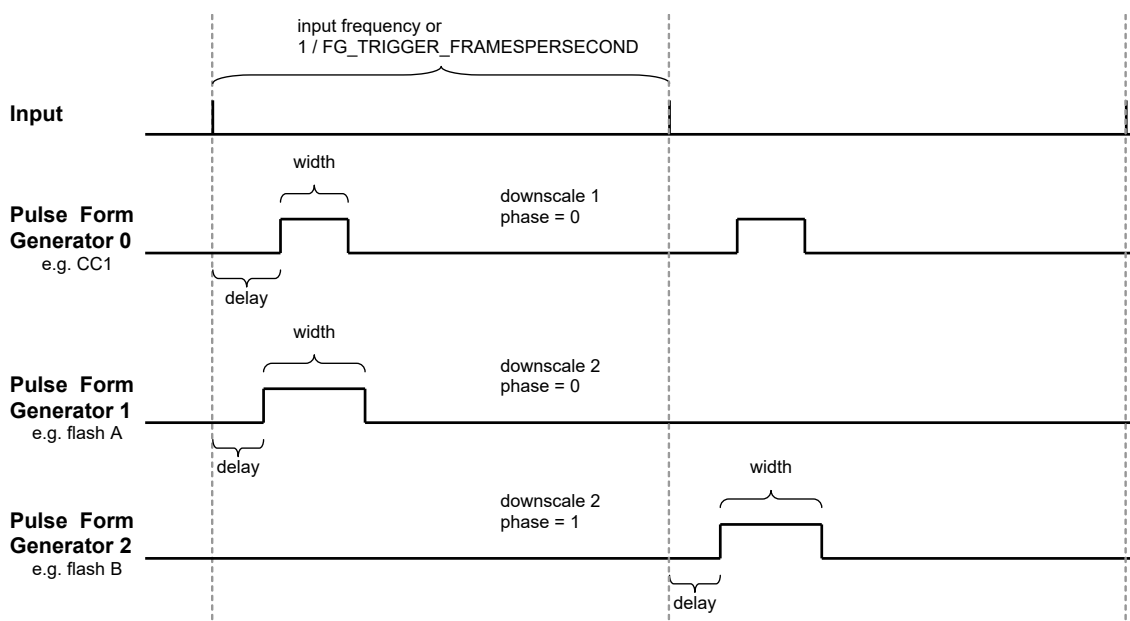 input frequency or
1 / FG_TRIGGER_FRAMESPERSECOND
Input
width
downscale 1
phase = 0
Pulse Form
Generator 0
e.g. CC1
delay
width
downscale 2
phase = 0
Pulse Form
Generator 1
e.g. flash A
delay
width
downscale 2
phase = 1
Pulse Form
Generator 2
e.g. flash B
delay